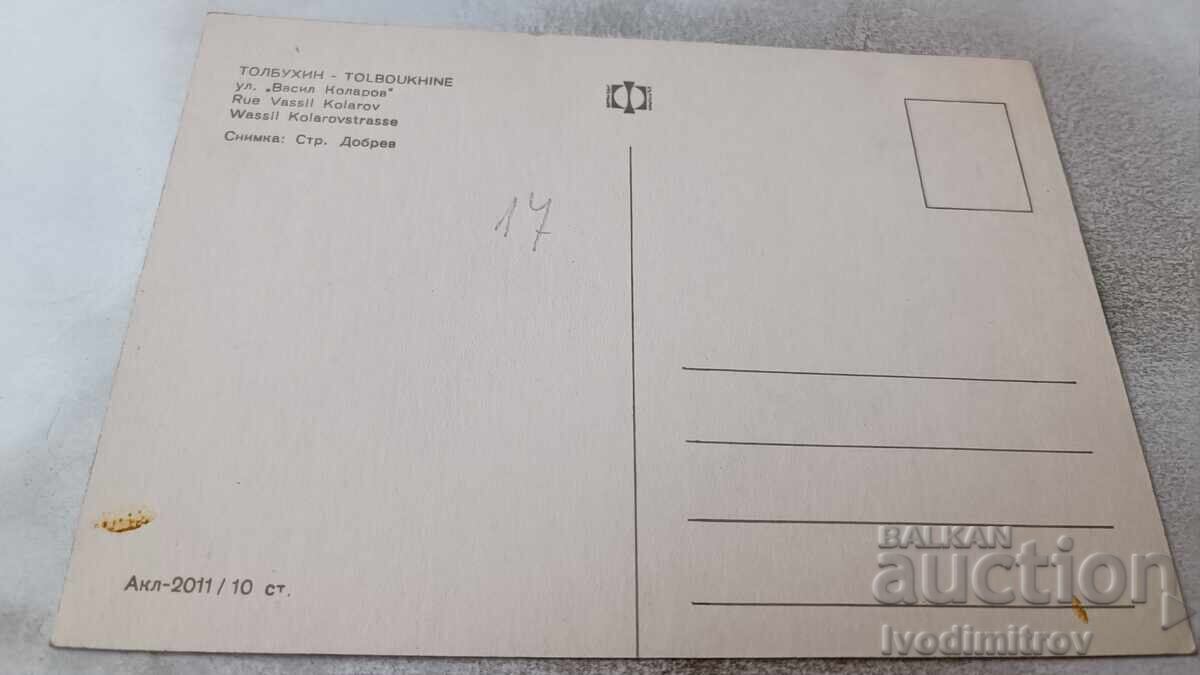 ТОЛБУХИН - TOLBOUKHINE
ул. „Васил Коларов"
Rue Vassil Kolarov
Wassil Kolarovstrasse
Снимка: Стр. Добрев
17
Акл-2011 / 10 ст.
BALKAN
auction
Ivodimitrov